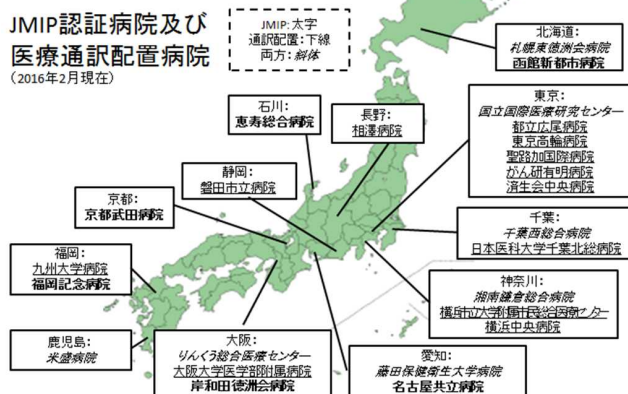 JMIP認証病院及び
医療通訳配置病院
（2016年2月現在）
JMIP: 太字
通訳配置: 下線
両方: 斜体
北海道：
札幌東徳洲会病院
函館新都市病院
石川：
恵寿総合病院
長野：
相澤病院
東京：
国立国際医療研究センター
都立広尾病院
東京高輪病院
聖路加国際病院
がん研有明病院
済生会中央病院
静岡：
磐田市立病院
京都：
京都武田病院
千葉：
千葉西総合病院
日本医科大学千葉北総病院
福岡：
九州大学病院
福岡記念病院
神奈川：
湘南鎌倉総合病院
横浜市立大学附属市民総合医療センター
横浜中央病院
鹿児島：
米盛病院
大阪：
りんくう総合医療センター
大阪大学医学部附属病院
岸和田徳洲会病院
愛知：
藤田保健衛生大学病院
名古屋共立病院